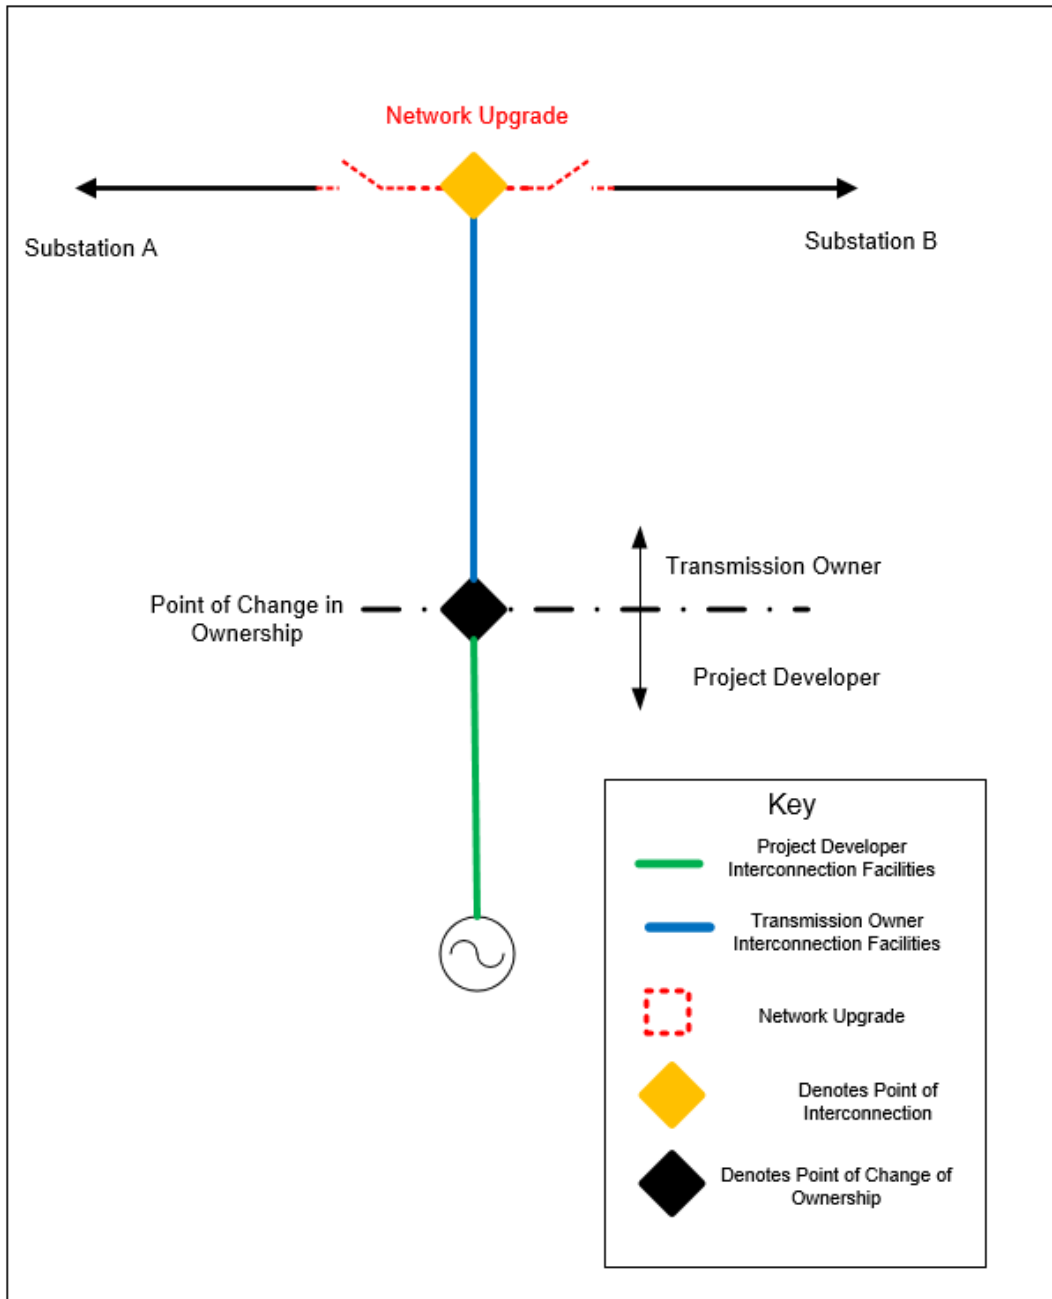 Network Upgrade
Substation A
Substation B
Transmission Owner
Point of Change in
Ownership
Project Developer
Key
Project Developer
Interconnection Facilities
Transmission Owner
Interconnection Facilities
Network Upgrade
Denotes Point of
Interconnection
Denotes Point of Change of
Ownership